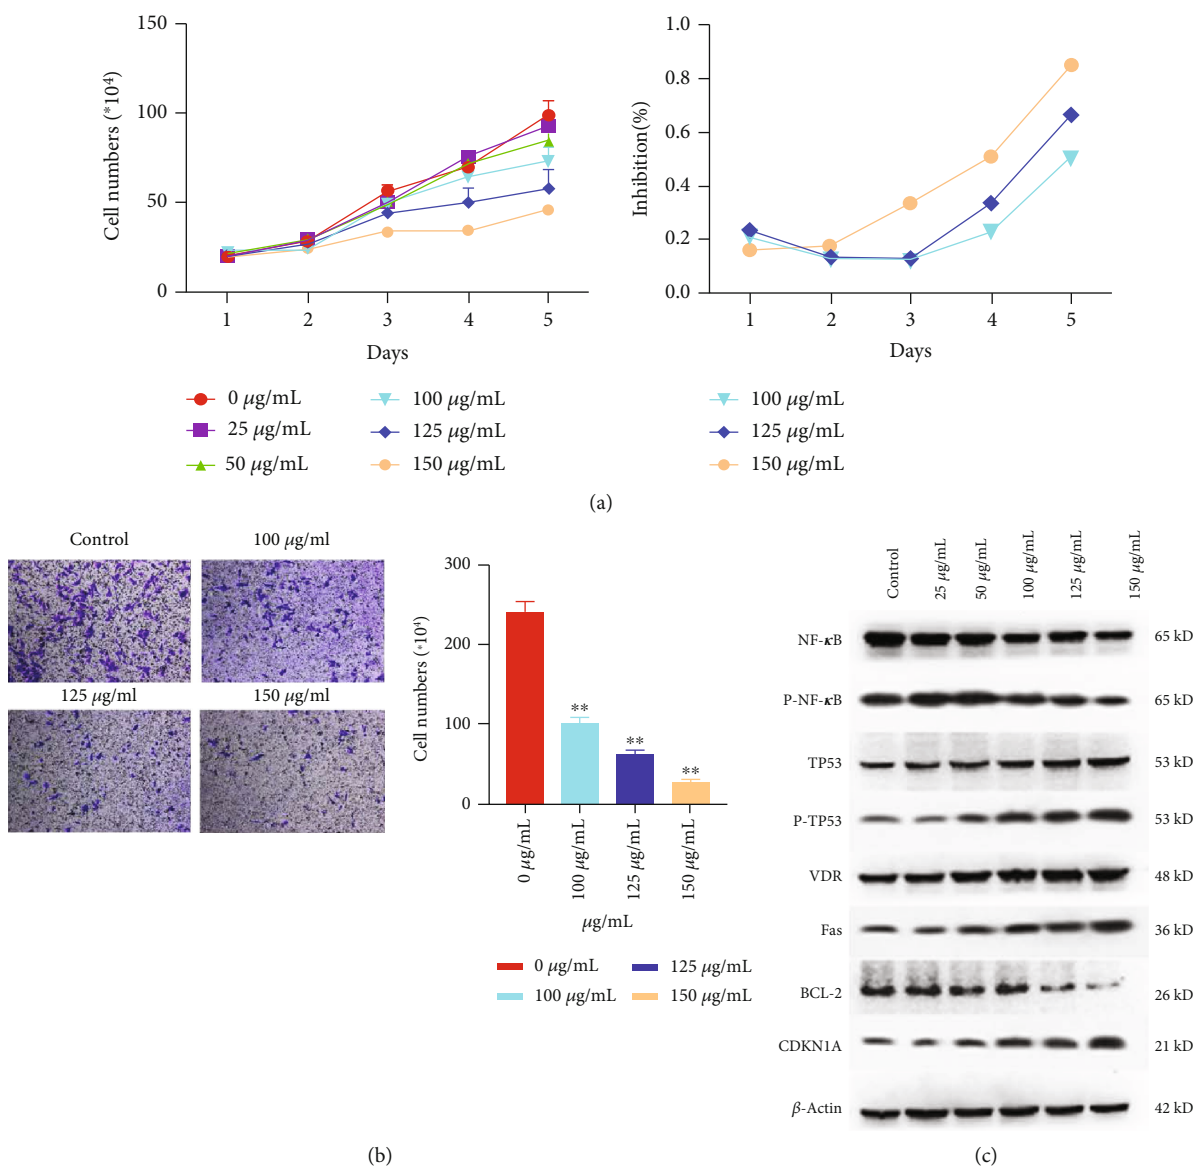 150
100
50
0
Cell numbers (*10⁴)
1 2 3 4 5
Days
0 μg/mL
25 μg/mL
50 μg/mL
100 μg/mL
125 μg/mL
150 μg/mL
1.0
0.8
0.6
0.4
0.2
0.0
Inhibition(%)
1 2 3 4 5
Days
100 μg/mL
125 μg/mL
150 μg/mL
(a)
Control
100 μg/ml
125 μg/ml
150 μg/ml
300
200
100
0
Cell numbers (*10⁴)
**
**
**
0 μg/mL
100 μg/mL
125 μg/mL
150 μg/mL
μg/mL
0 μg/mL
100 μg/mL
125 μg/mL
150 μg/mL
(b)
Control
25 μg/mL
50 μg/mL
100 μg/mL
125 μg/mL
150 μg/mL
NF-κB 65 kD
P-NF-κB 65 kD
TP53 53 kD
P-TP53 53 kD
VDR 48 kD
Fas 36 kD
BCL-2 26 kD
CDKN1A 21 kD
β-Actin 42 kD
(c)